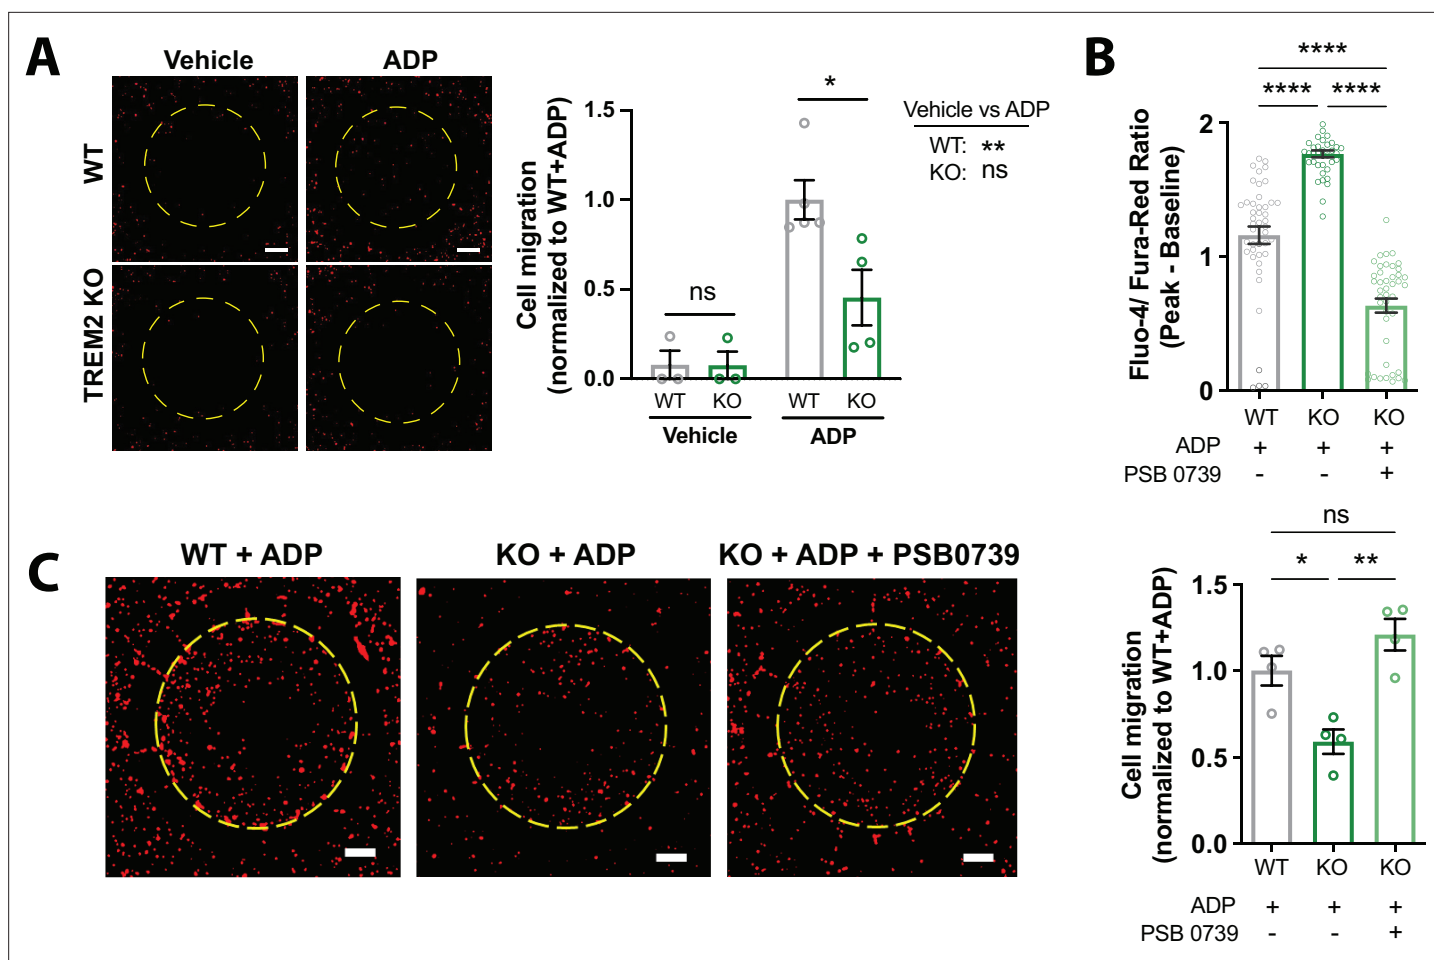 A
Vehicle
ADP
WT
TREM2 KO
Cell migration
(normalized to WT+ADP)
1.5
1.0
0.5
0.0
ns
*
Vehicle vs ADP
WT: **
KO: ns
WT KO WT KO
Vehicle ADP
B
****
**** ****
Fluo-4/ Fura-Red Ratio
(Peak - Baseline)
2
1
0
WT KO KO
ADP + + +
PSB 0739 - - +
C
WT + ADP
KO + ADP
KO + ADP + PSB0739
ns
* **
Cell migration
(normalized to WT+ADP)
1.5
1.0
0.5
0.0
WT KO KO
ADP + + +
PSB 0739 - - +